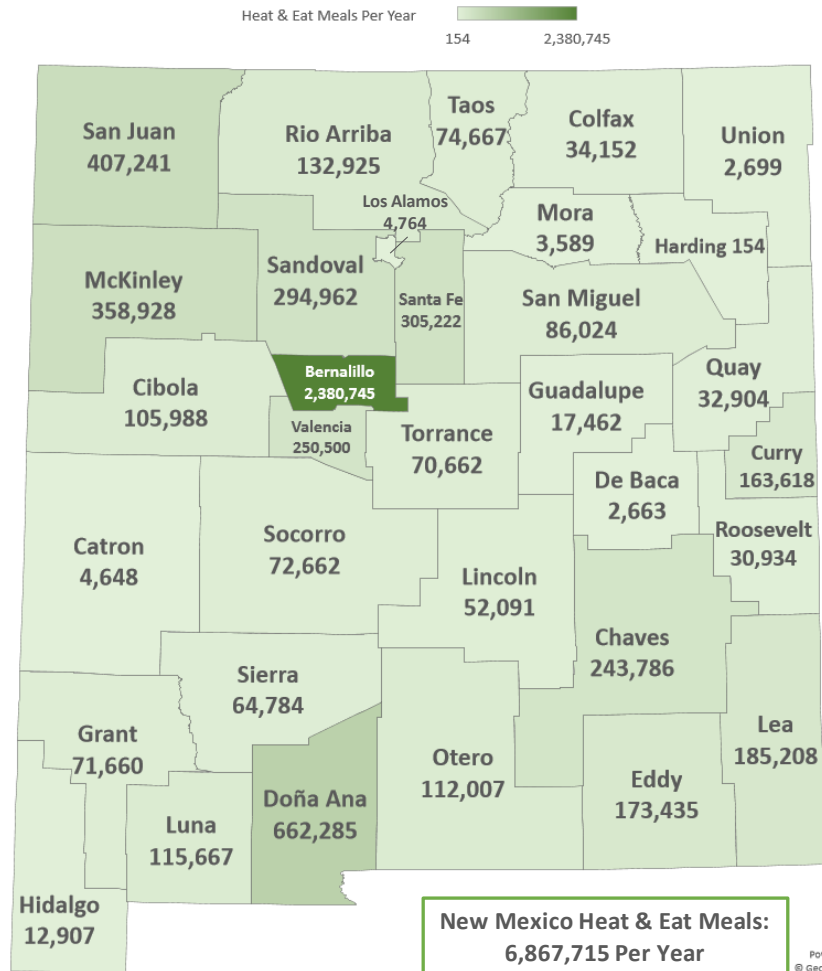 Heat & Eat Meals Per Year
154 2,380,745
San Juan
407,241
Rio Arriba
132,925
Taos
74,667
Colfax
34,152
Union
2,699
Los Alamos
4,764
Mora
3,589
Harding 154
McKinley
358,928
Sandoval
294,962
Santa Fe
305,222
San Miguel
86,024
Bernalillo
2,380,745
Cibola
105,988
Valencia
250,500
Torrance
70,662
Guadalupe
17,462
Quay
32,904
Curry
163,618
De Baca
2,663
Roosevelt
30,934
Catron
4,648
Socorro
72,662
Lincoln
52,091
Chaves
243,786
Sierra
64,784
Grant
71,660
Luna
115,667
Doña Ana
662,285
Otero
112,007
Eddy
173,435
Lea
185,208
Hidalgo
12,907
New Mexico Heat & Eat Meals:
6,867,715 Per Year